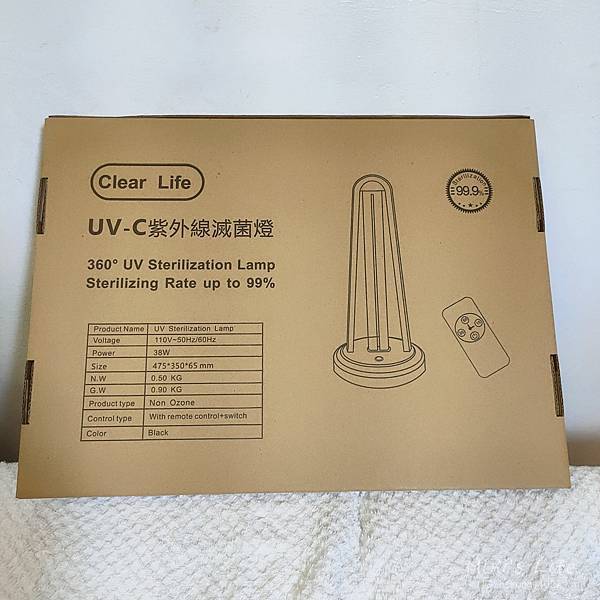 Clear Life
UV-C紫外線滅菌燈
360° UV Sterilization Lamp
Sterilizing Rate up to 99%
Product Name UV Sterilization Lamp
Voltage 110V~50Hz/60Hz
Power 38W
Size 475*350*65 mm
N.W 0.50 KG
G.W 0.90 KG
Product type Non Ozone
Control type With remote control+switch
Color Black
Sterilization
99.9%